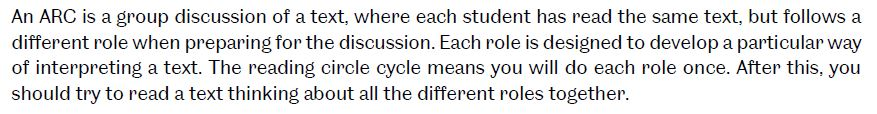 An ARC is a group discussion of a text, where each student has read the same text, but follows a
different role when preparing for the discussion. Each role is designed to develop a particular way
of interpreting a text. The reading circle cycle means you will do each role once. After this, you
should try to read a text thinking about all the different roles together.